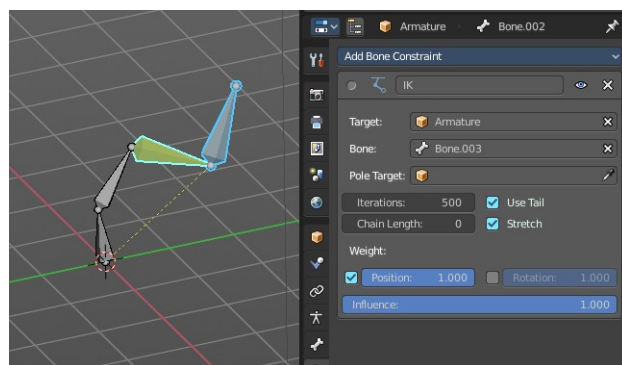 Armature Bone.002
Add Bone Constraint
IK
Target: Armature
Bone: Bone.003
Pole Target:
Iterations: 500 Use Tail
Chain Length: 0 Stretch
Weight:
Position: 1.000 Rotation: 1.000
Influence: 1.000